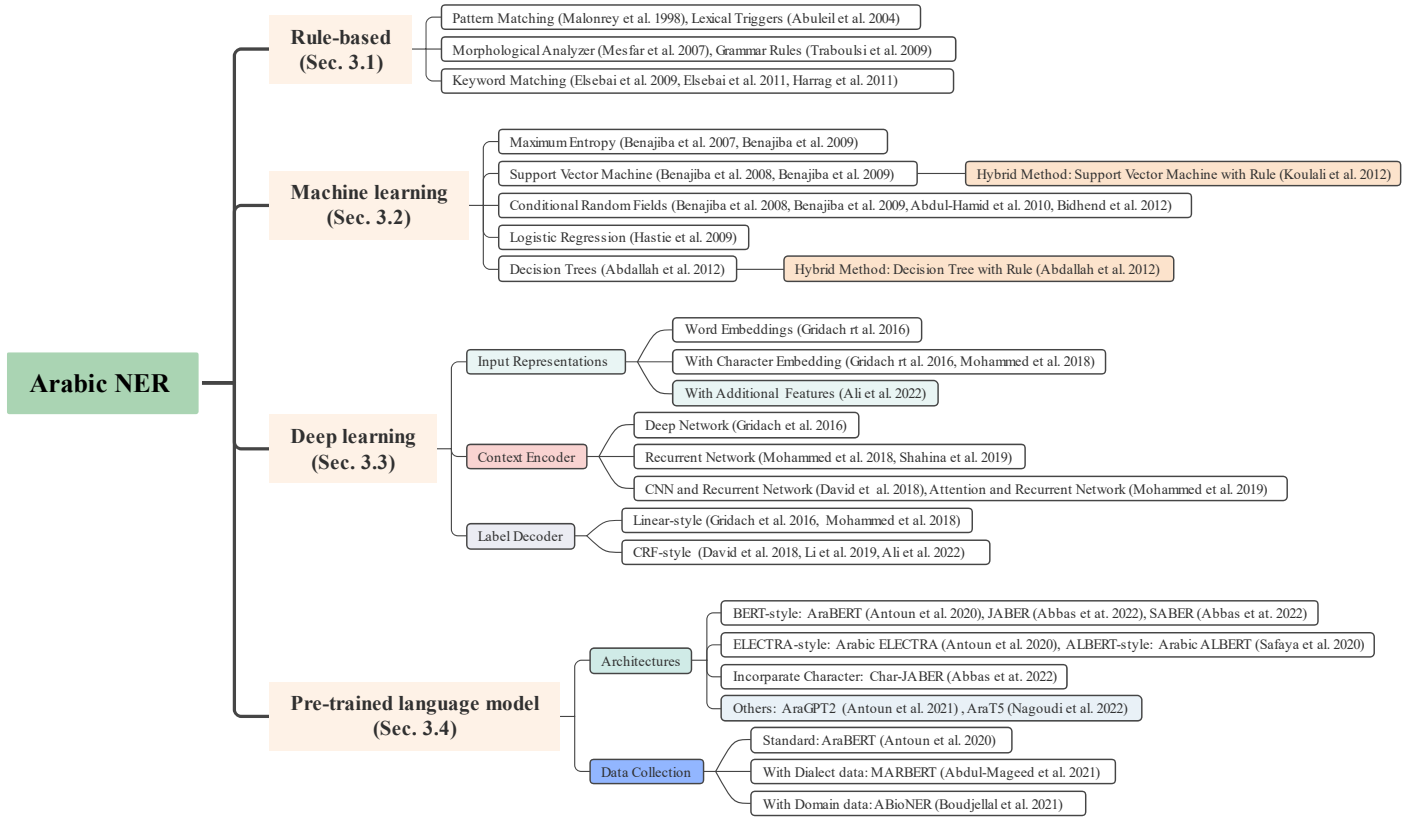 Arabic NER
Rule-based
(Sec. 3.1)
Pattern Matching (Malonrey et al. 1998), Lexical Triggers (Abuleil et al. 2004)
Morphological Analyzer (Mesfar et al. 2007), Grammar Rules (Traboulsi et al. 2009)
Keyword Matching (Elsebai et al. 2009, Elsebai et al. 2011, Harrag et al. 2011)
Machine learning
(Sec. 3.2)
Maximum Entropy (Benajiba et al. 2007, Benajiba et al. 2009)
Support Vector Machine (Benajiba et al. 2008, Benajiba et al. 2009)
Hybrid Method: Support Vector Machine with Rule (Koulali et al. 2012)
Conditional Random Fields (Benajiba et al. 2008, Benajiba et al. 2009, Abdul-Hamid et al. 2010, Bidhend et al. 2012)
Logistic Regression (Hastie et al. 2009)
Decision Trees (Abdallah et al. 2012)
Hybrid Method: Decision Tree with Rule (Abdallah et al. 2012)
Deep learning
(Sec. 3.3)
Input Representations
Word Embeddings (Gridach rt al. 2016)
With Character Embedding (Gridach rt al. 2016, Mohammed et al. 2018)
With Additional Features (Ali et al. 2022)
Context Encoder
Deep Network (Gridach et al. 2016)
Recurrent Network (Mohammed et al. 2018, Shahina et al. 2019)
CNN and Recurrent Network (David et al. 2018), Attention and Recurrent Network (Mohammed et al. 2019)
Label Decoder
Linear-style (Gridach et al. 2016, Mohammed et al. 2018)
CRF-style (David et al. 2018, Li et al. 2019, Ali et al. 2022)
Pre-trained language model
(Sec. 3.4)
Architectures
BERT-style: AraBERT (Antoun et al. 2020), JABER (Abbas et at. 2022), SABER (Abbas et at. 2022)
ELECTRA-style: Arabic ELECTRA (Antoun et al. 2020), ALBERT-style: Arabic ALBERT (Safaya et al. 2020)
Incorparate Character: Char-JABER (Abbas et at. 2022)
Others: AraGPT2 (Antoun et al. 2021) , AraT5 (Nagoudi et al. 2022)
Data Collection
Standard: AraBERT (Antoun et al. 2020)
With Dialect data: MARBERT (Abdul-Mageed et al. 2021)
With Domain data: ABioNER (Boudjellal et al. 2021)